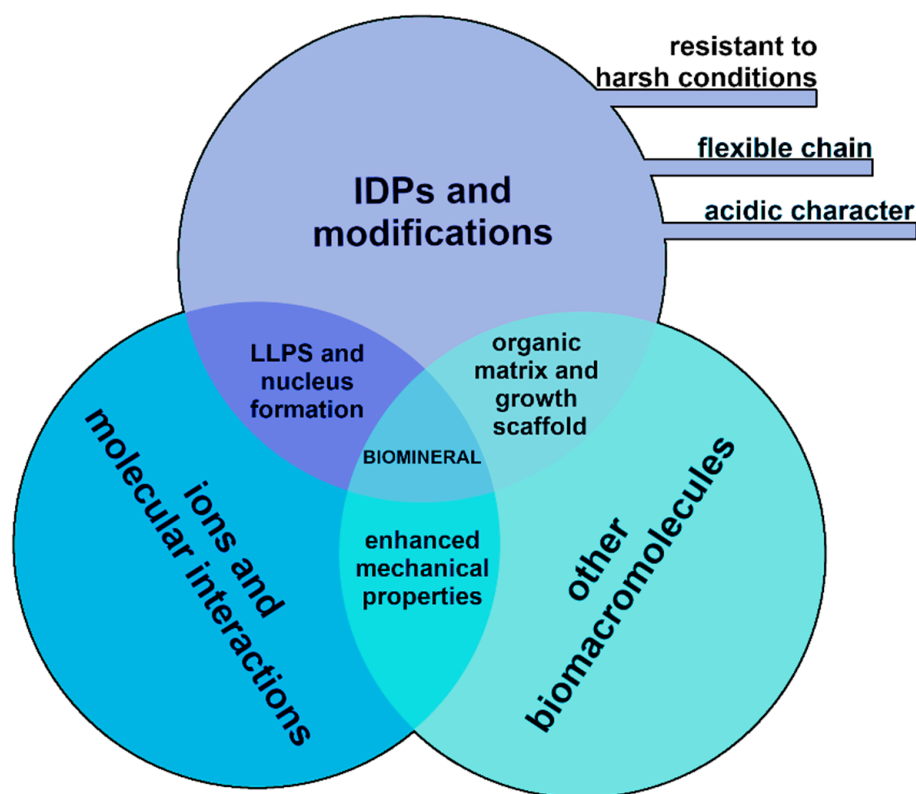 resistant to
harsh conditions
flexible chain
acidic character
IDPs and
modifications
LLPS and
nucleus
formation
organic
matrix and
growth
scaffold
BIOMINERAL
ions and
molecular interactions
enhanced
mechanical
properties
other
biomacromolecules